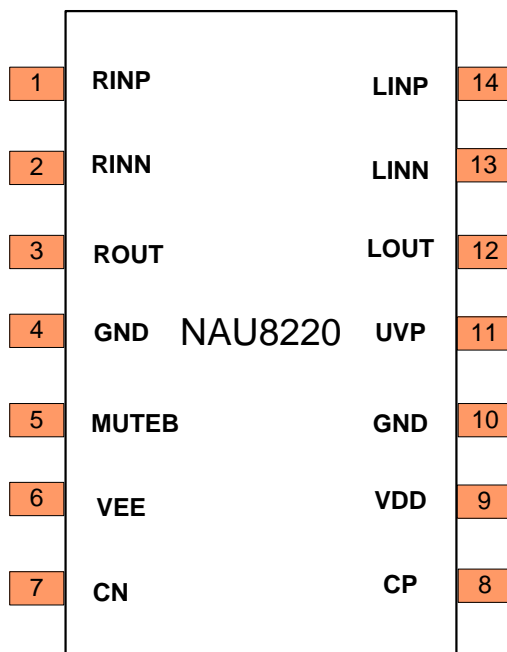 1 RINP LINP 14
2 RINN LINN 13
3 ROUT LOUT 12
4 GND NAU8220 UVP 11
5 MUTEB GND 10
6 VEE VDD 9
7 CN CP 8